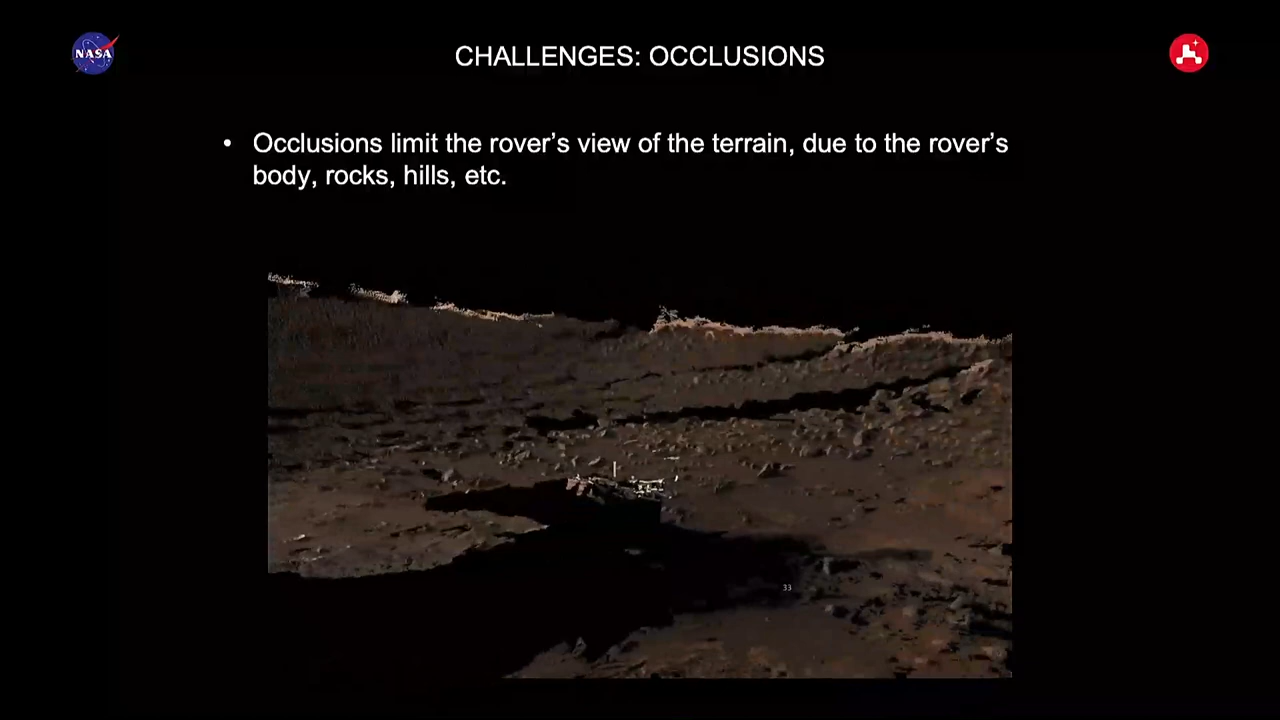 NASA
CHALLENGES: OCCLUSIONS
• Occlusions limit the rover’s view of the terrain, due to the rover’s
body, rocks, hills, etc.
33